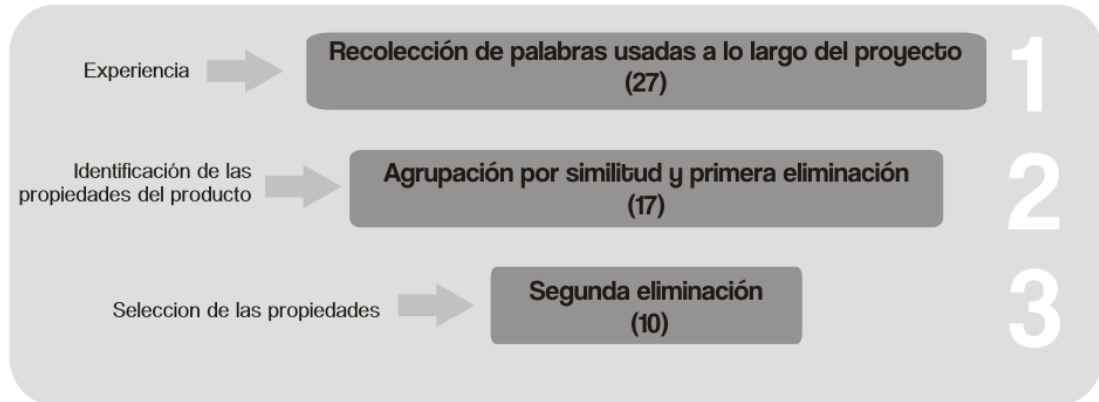 Experiencia
Recolección de palabras usadas a lo largo del proyecto
(27)
1
Identificación de las
propiedades del producto
Agrupación por similitud y primera eliminación
(17)
2
Seleccion de las propiedades
Segunda eliminación
(10)
3